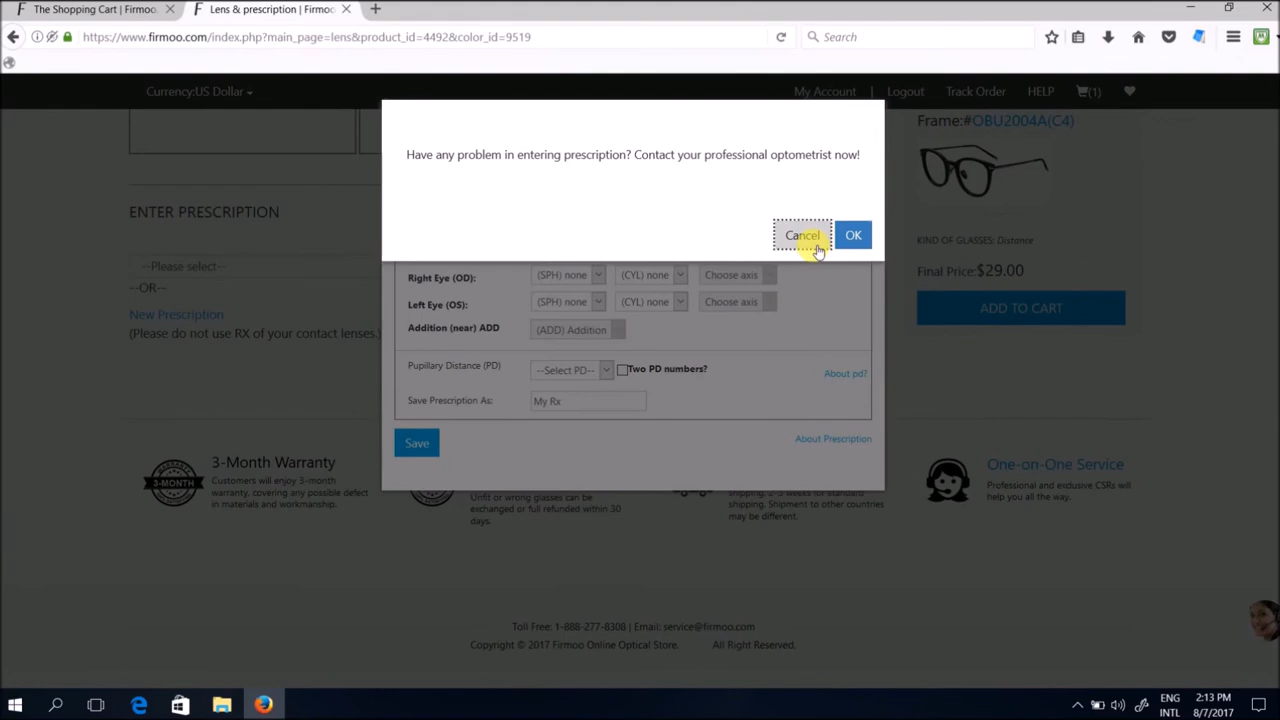 The Shopping Cart | Firmoo.
Lens & prescription | Firmoo
https://www.firmoo.com/index.php?main_page=lens&product_id=4492&color_id=9519
Search
Currency:US Dollar
My Account
Logout
Track Order
HELP
(1)
Frame:#OBU2004A(C4)
Have any problem in entering prescription? Contact your professional optometrist now!
Cancel
OK
ENTER PRESCRIPTION
--Please select--
--OR--
New Prescription
(Please do not use RX of your contact lenses.)
KIND OF GLASSES: Distance
Final Price:$29.00
ADD TO CART
Right Eye (OD):
(SPH) none
(CYL) none
Choose axis
Left Eye (OS):
(SPH) none
(CYL) none
Choose axis
Addition (near) ADD
(ADD) Addition
Pupillary Distance (PD)
--Select PD--
Two PD numbers?
About pd?
Save Prescription As:
My Rx
Save
About Prescription
3-MONTH
3-Month Warranty
Customers will enjoy 3-month
warranty, covering any possible defect
in materials and workmanship.
Unfit or wrong glasses can be
exchanged or full refunded within 30
days.
shipping. 2-3 weeks for standard
shipping. Shipment to other countries
may be different.
One-on-One Service
Professional and exclusive CSRs will
help you all the way.
Toll Free: 1-888-277-8308 | Email: service@firmoo.com
Copyright © 2017 Firmoo Online Optical Store.
All Right Reserved.
ENG
INTL
2:13 PM
8/7/2017